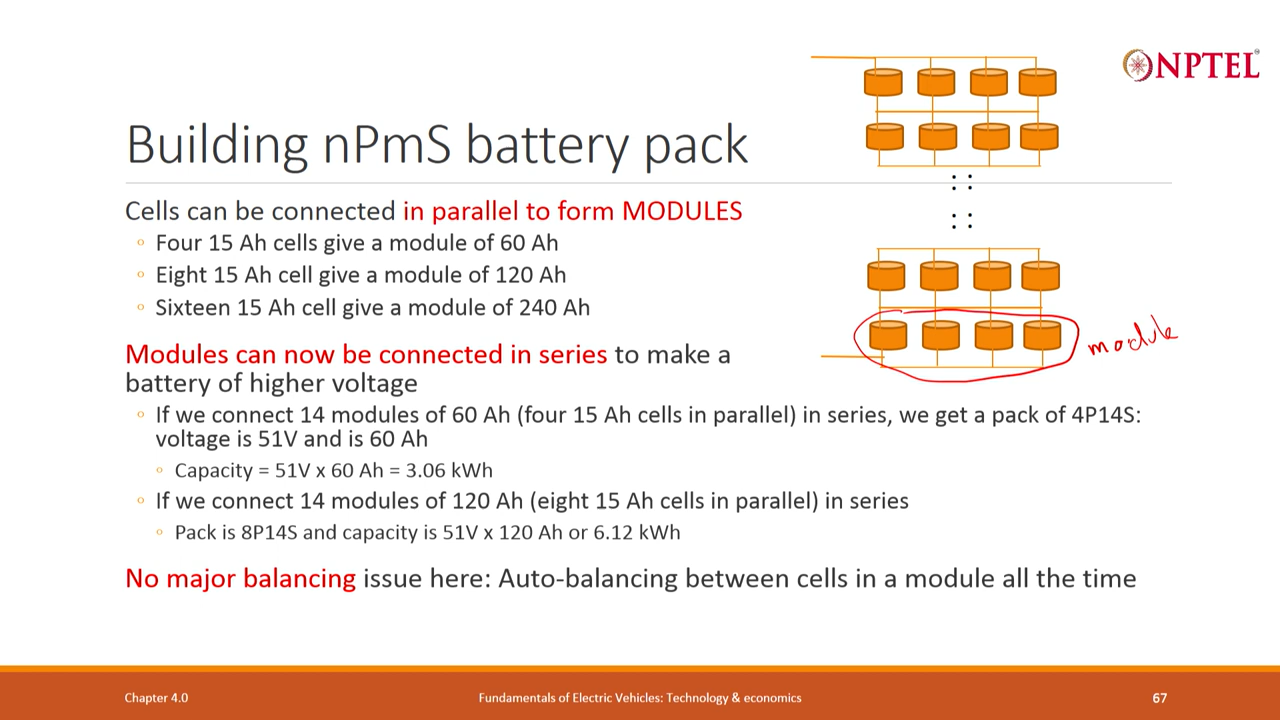 NPTEL
Building nPmS battery pack
Cells can be connected in parallel to form MODULES
◦ Four 15 Ah cells give a module of 60 Ah
◦ Eight 15 Ah cell give a module of 120 Ah
◦ Sixteen 15 Ah cell give a module of 240 Ah
module
Modules can now be connected in series to make a
battery of higher voltage
◦ If we connect 14 modules of 60 Ah (four 15 Ah cells in parallel) in series, we get a pack of 4P14S:
voltage is 51V and is 60 Ah
◦ Capacity = 51V x 60 Ah = 3.06 kWh
◦ If we connect 14 modules of 120 Ah (eight 15 Ah cells in parallel) in series
◦ Pack is 8P14S and capacity is 51V x 120 Ah or 6.12 kWh
No major balancing issue here: Auto-balancing between cells in a module all the time
Chapter 4.0
Fundamentals of Electric Vehicles: Technology & economics
67